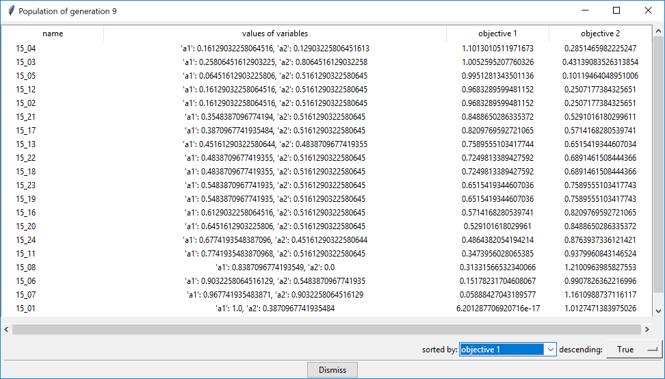 Population of generation 9
name values of variables objective 1 objective 2
15_04 'a1': 0.16129032258064516, 'a2': 0.12903225806451613 1.1013010511971673 0.2851465982225247
15_03 'a1': 0.25806451612903225, 'a2': 0.8064516129032258 1.0052595207760326 0.43139083526313854
15_05 'a1': 0.06451612903225806, 'a2': 0.5161290322580645 0.9951281343501136 0.10119464048951006
15_12 'a1': 0.16129032258064516, 'a2': 0.5161290322580645 0.9683289599481152 0.2507177384325651
15_02 'a1': 0.16129032258064516, 'a2': 0.5161290322580645 0.9683289599481152 0.2507177384325651
15_21 'a1': 0.3548387096774194, 'a2': 0.5161290322580645 0.8488650286335372 0.5291016180299611
15_17 'a1': 0.3870967741935484, 'a2': 0.5161290322580645 0.8209769592721065 0.5714168280539741
15_13 'a1': 0.45161290322580644, 'a2': 0.4838709677419355 0.7589555103417744 0.6515419344607034
15_22 'a1': 0.4838709677419355, 'a2': 0.5161290322580645 0.7249813389427592 0.6891461508444366
15_18 'a1': 0.4838709677419355, 'a2': 0.5161290322580645 0.7249813389427592 0.6891461508444366
15_23 'a1': 0.5483870967741935, 'a2': 0.5161290322580645 0.6515419344607036 0.7589555103417743
15_19 'a1': 0.5483870967741935, 'a2': 0.5161290322580645 0.6515419344607036 0.7589555103417743
15_16 'a1': 0.6129032258064516, 'a2': 0.5161290322580645 0.5714168280539741 0.8209769592721065
15_20 'a1': 0.6451612903225806, 'a2': 0.5161290322580645 0.529101618029961 0.8488650286335372
15_24 'a1': 0.6774193548387096, 'a2': 0.45161290322580644 0.4864382054194214 0.8763937336121421
15_11 'a1': 0.7741935483870968, 'a2': 0.5161290322580645 0.3473956028065385 0.9379960843146524
15_08 'a1': 0.8387096774193549, 'a2': 0.0 0.31331566532340066 1.2100963985827553
15_06 'a1': 0.9032258064516129, 'a2': 0.5483870967741935 0.15178231704608067 0.9907826362216996
15_07 'a1': 0.967741935483871, 'a2': 0.9032258064516129 0.05888427043189577 1.1610988737116117
15_01 'a1': 1.0, 'a2': 0.3870967741935484 6.201287706920716e-17 1.0127471383975026
sorted by: objective 1 descending: True
Dismiss